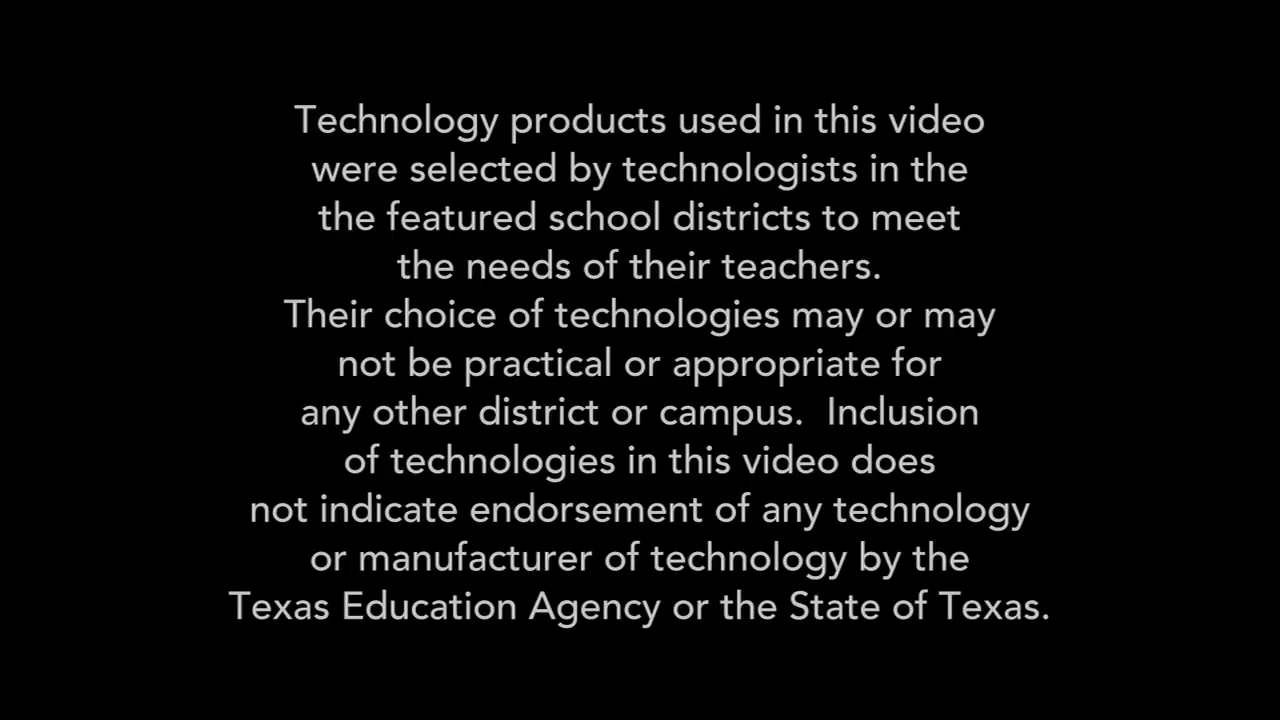 Technology products used in this video
were selected by technologists in the
the featured school districts to meet
the needs of their teachers.
Their choice of technologies may or may
not be practical or appropriate for
any other district or campus.  Inclusion
of technologies in this video does
not indicate endorsement of any technology
or manufacturer of technology by the
Texas Education Agency or the State of Texas.